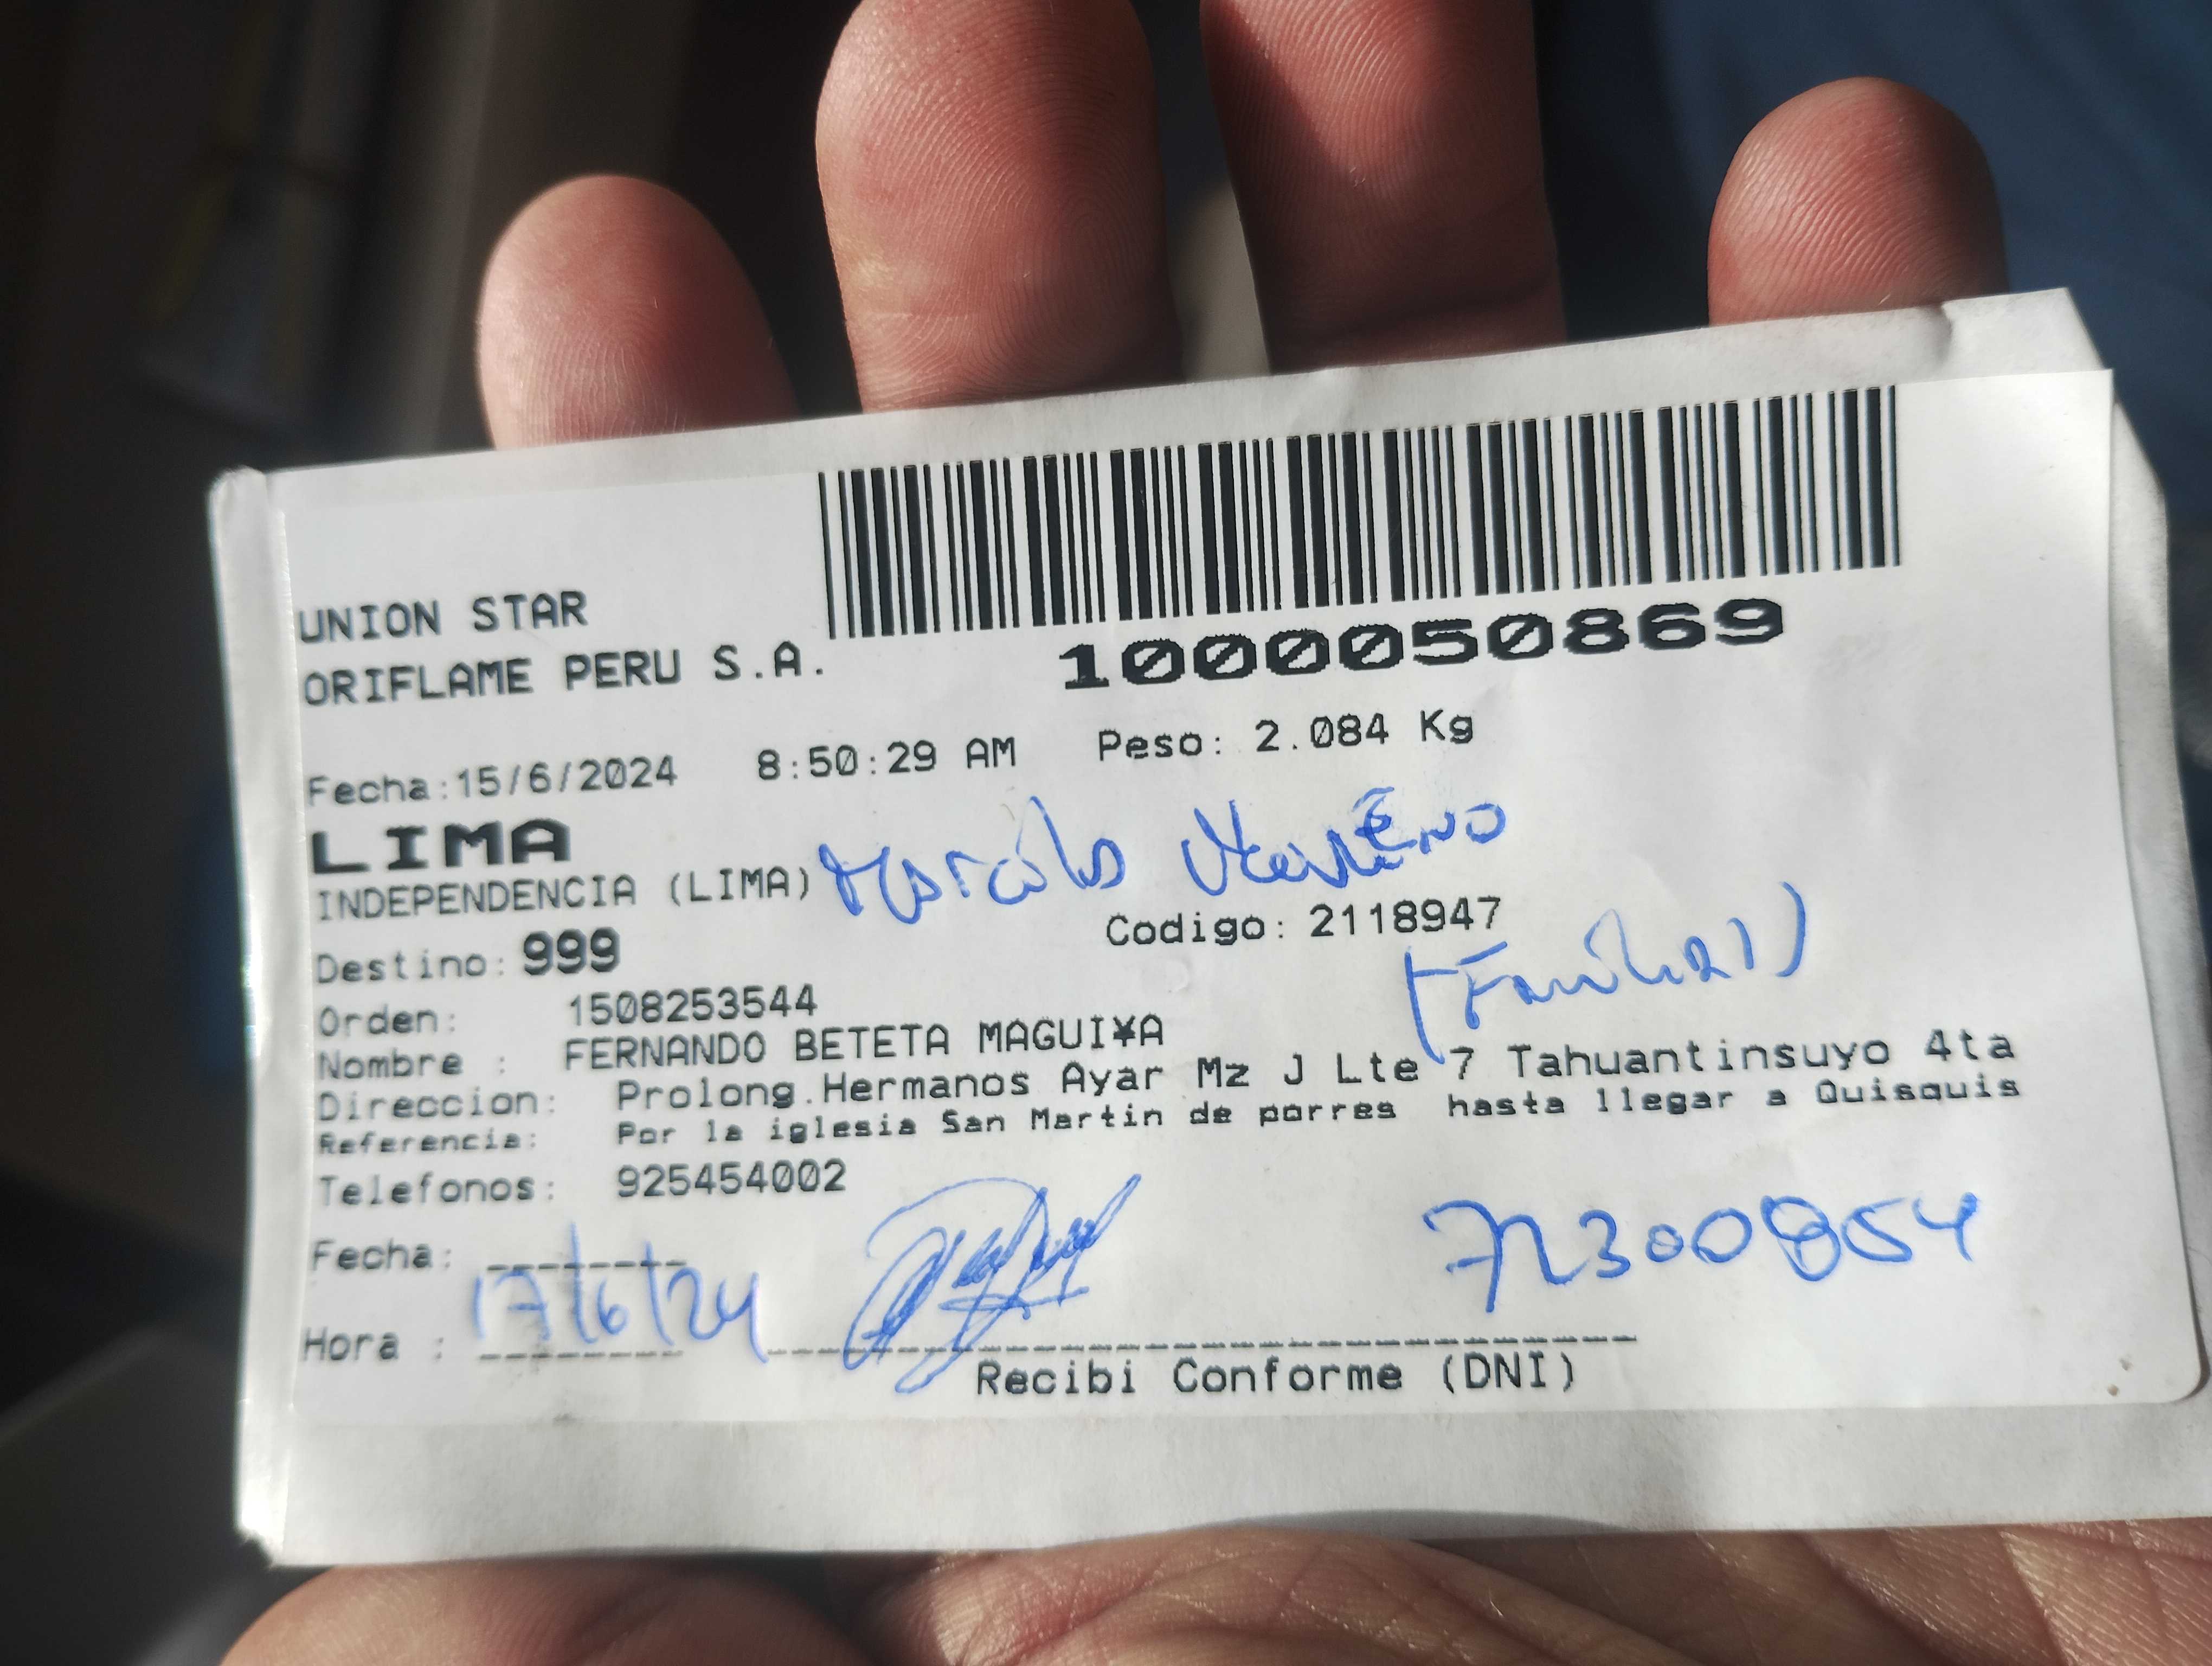 UNION STAR
ORIFLAME PERU S.A.
1000050869
Fecha:15/6/2024 8:50:29 AM Peso: 2.084 Kg
LIMA
INDEPENDENCIA (LIMA)
Destino: 999 Codigo: 2118947
(Familiar)
Orden: 1508253544
Nombre : FERNANDO BETETA MAGUI¥A
Direccion: Prolong.Hermanos Ayar Mz J Lte 7 Tahuantinsuyo 4ta
Referencia: Por la iglesia San Martin de porres hasta llegar a Quisquis
Telefonos: 925454002
Fecha: 17/6/24
72300854
Hora :
Recibi Conforme (DNI)